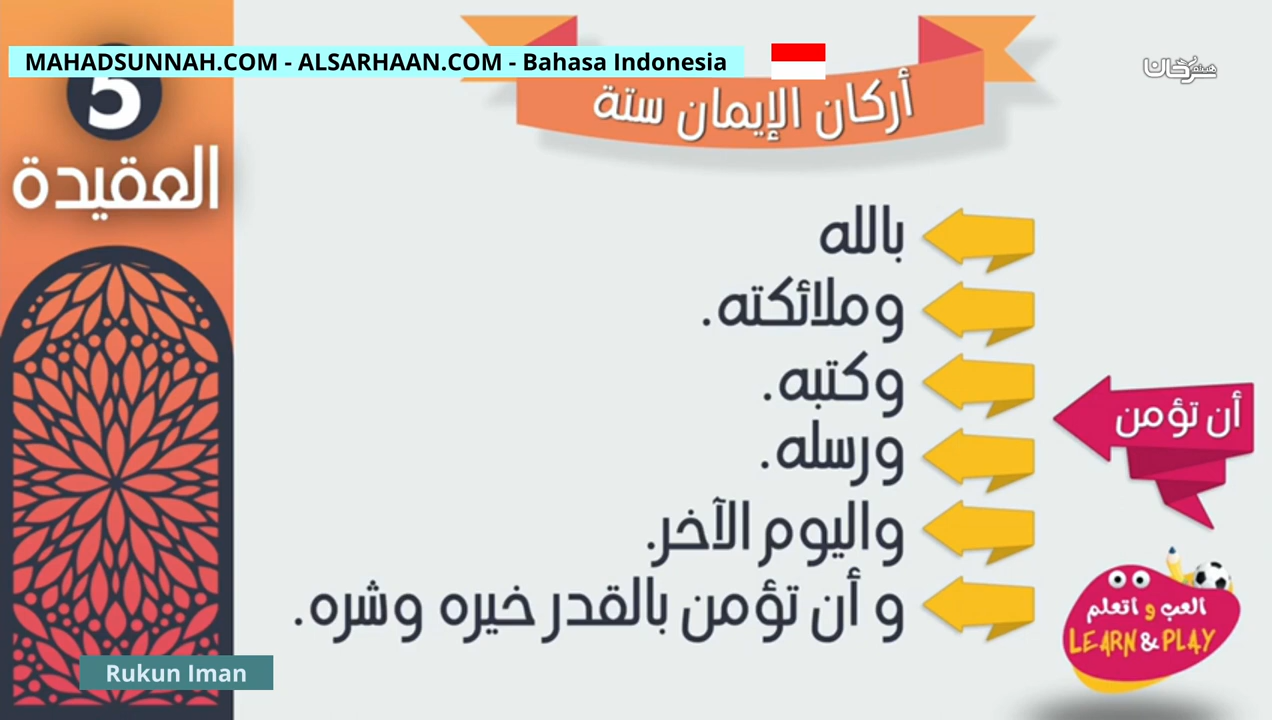 MAHADSUNNAH.COM - ALSARHAAN.COM - Bahasa Indonesia
5
العقيدة
أركان الإيمان ستة
أن تؤمن
بالله
وملائكته.
وكتبه.
ورسله.
واليوم الآخر.
و أن تؤمن بالقدر خيره وشره.
العب و اتعلم
LEARN & PLAY
Rukun Iman